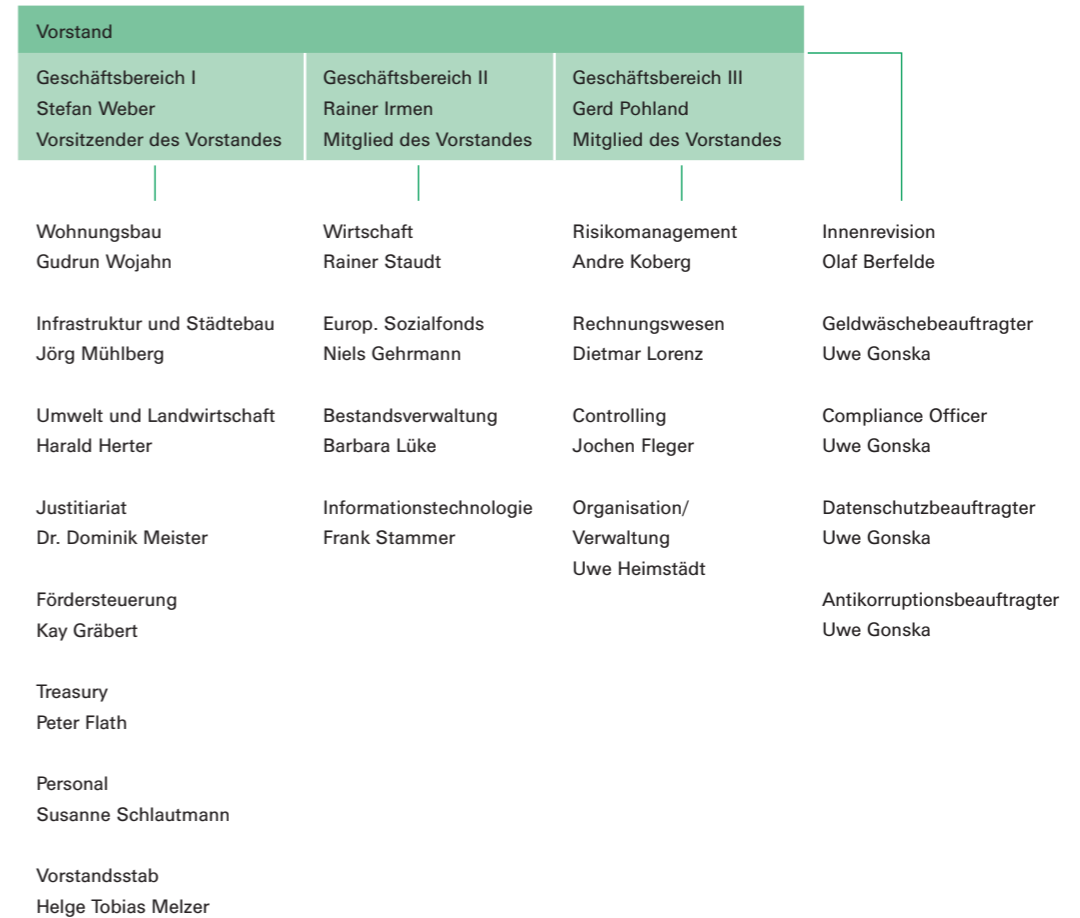 Vorstand
Geschäftsbereich I
Stefan Weber
Vorsitzender des Vorstandes
Geschäftsbereich II
Rainer Irmen
Mitglied des Vorstandes
Geschäftsbereich III
Gerd Pohland
Mitglied des Vorstandes
Wohnungsbau
Gudrun Wojahn
Infrastruktur und Städtebau
Jörg Mühlberg
Umwelt und Landwirtschaft
Harald Herter
Justitiariat
Dr. Dominik Meister
Fördersteuerung
Kay Gräbert
Treasury
Peter Flath
Personal
Susanne Schlautmann
Vorstandsstab
Helge Tobias Melzer
Wirtschaft
Rainer Staudt
Europ. Sozialfonds
Niels Gehrmann
Bestandsverwaltung
Barbara Lüke
Informationstechnologie
Frank Stammer
Risikomanagement
Andre Koberg
Rechnungswesen
Dietmar Lorenz
Controlling
Jochen Fleger
Organisation/
Verwaltung
Uwe Heimstädt
Innenrevision
Olaf Berfelde
Geldwäschebeauftragter
Uwe Gonska
Compliance Officer
Uwe Gonska
Datenschutzbeauftragter
Uwe Gonska
Antikorruptionsbeauftragter
Uwe Gonska